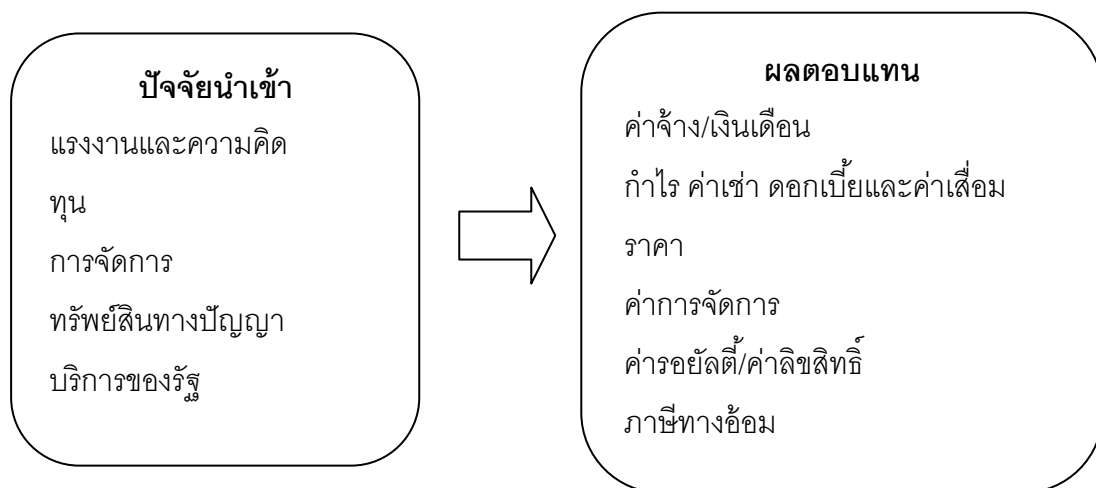 ปัจจัยนำเข้า
แรงงานและความคิด
ทุน
การจัดการ
ทรัพย์สินทางปัญญา
บริการของรัฐ
ผลตอบแทน
ค่าจ้าง/เงินเดือน
กำไร ค่าเช่า ดอกเบี้ยและค่าเสื่อม
ราคา
ค่าการจัดการ
ค่ารอยัลตี้/ค่าลิขสิทธิ์
ภาษีทางอ้อม